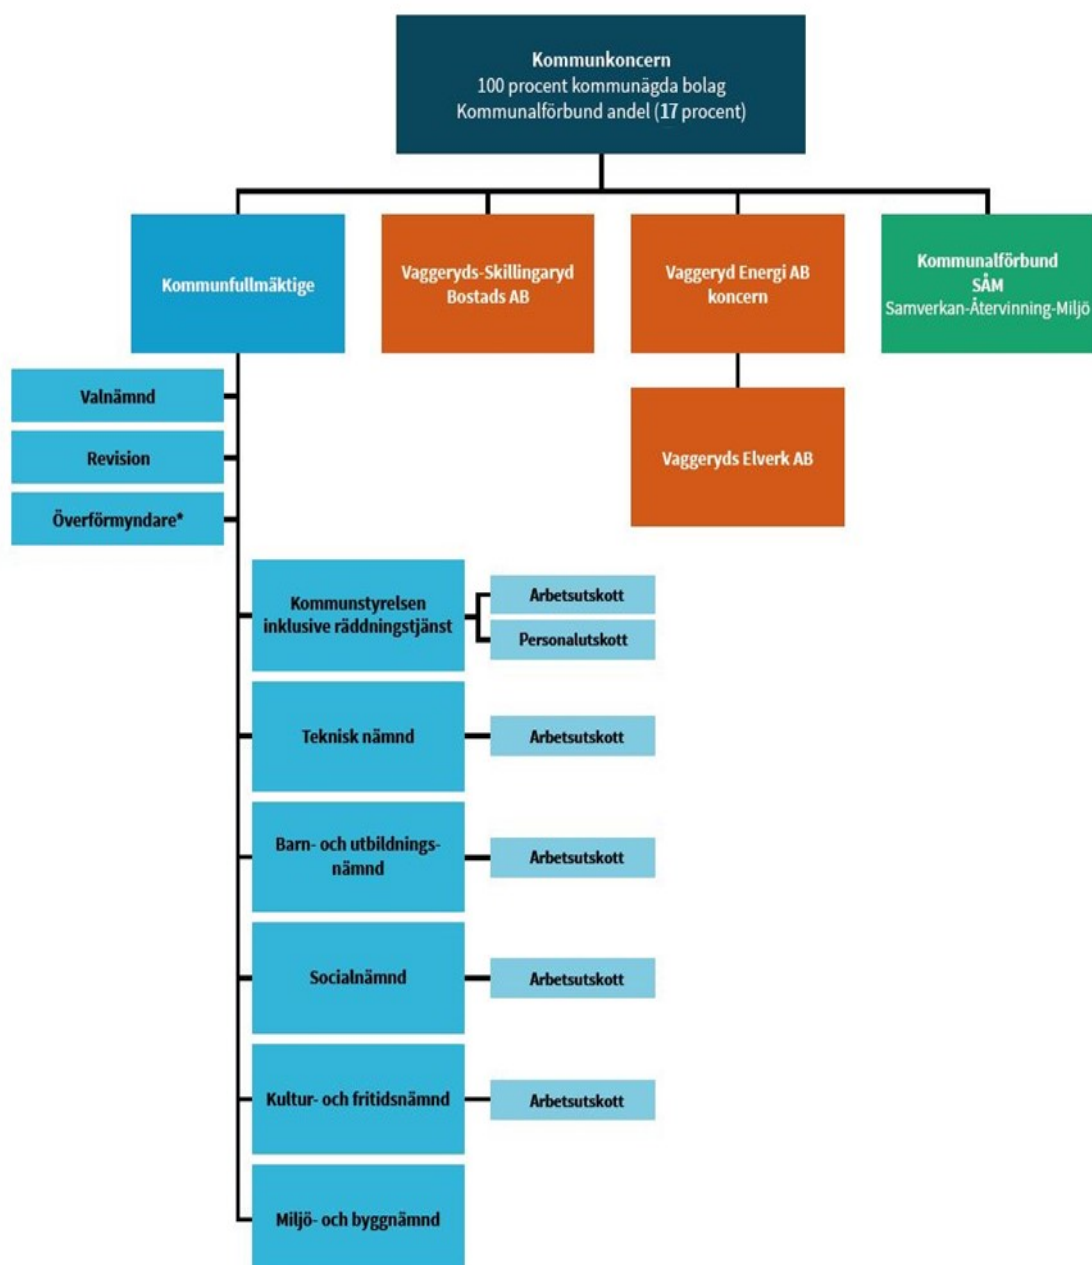 Kommunkoncern
100 procent kommunägda bolag
Kommunalförbund andel (17 procent)
Kommunfullmäktige
Vaggeryds-Skillingaryd
Bostads AB
Vaggeryd Energi AB
koncern
Kommunalförbund
SÅM
Samverkan-Återvinning-Miljö
Valnämnd
Revision
Överförmyndare*
Vaggeryds Elverk AB
Kommunstyrelsen
inklusive räddningstjänst
Arbetsutskott
Personalutskott
Teknisk nämnd
Arbetsutskott
Barn- och utbildnings-
nämnd
Arbetsutskott
Socialnämnd
Arbetsutskott
Kultur- och fritidsnämnd
Arbetsutskott
Miljö- och byggnämnd